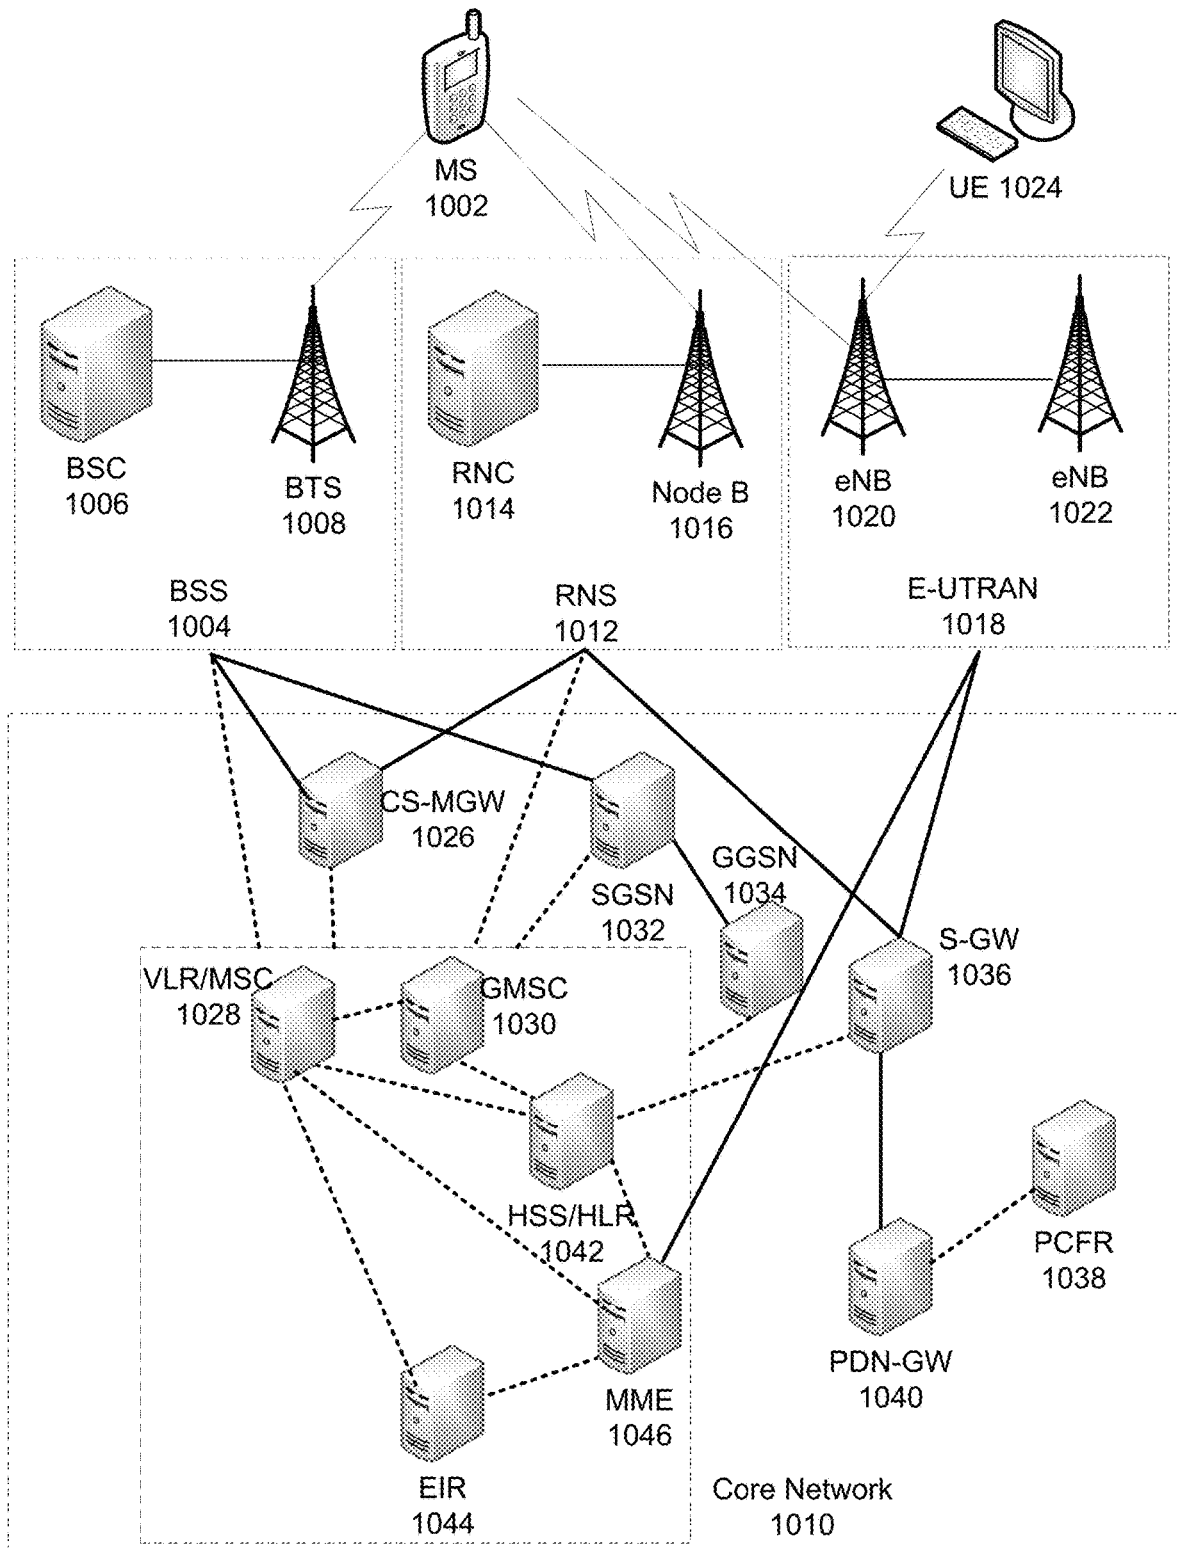 MS
1002
UE 1024
BSC
1006
BTS
1008
RNC
1014
Node B
1016
eNB
1020
eNB
1022
BSS
1004
RNS
1012
E-UTRAN
1018
CS-MGW
1026
SGSN
1032
GGSN
1034
S-GW
1036
VLR/MSC
1028
GMSC
1030
HSS/HLR
1042
PCFR
1038
PDN-GW
1040
MME
1046
EIR
1044
Core Network
1010